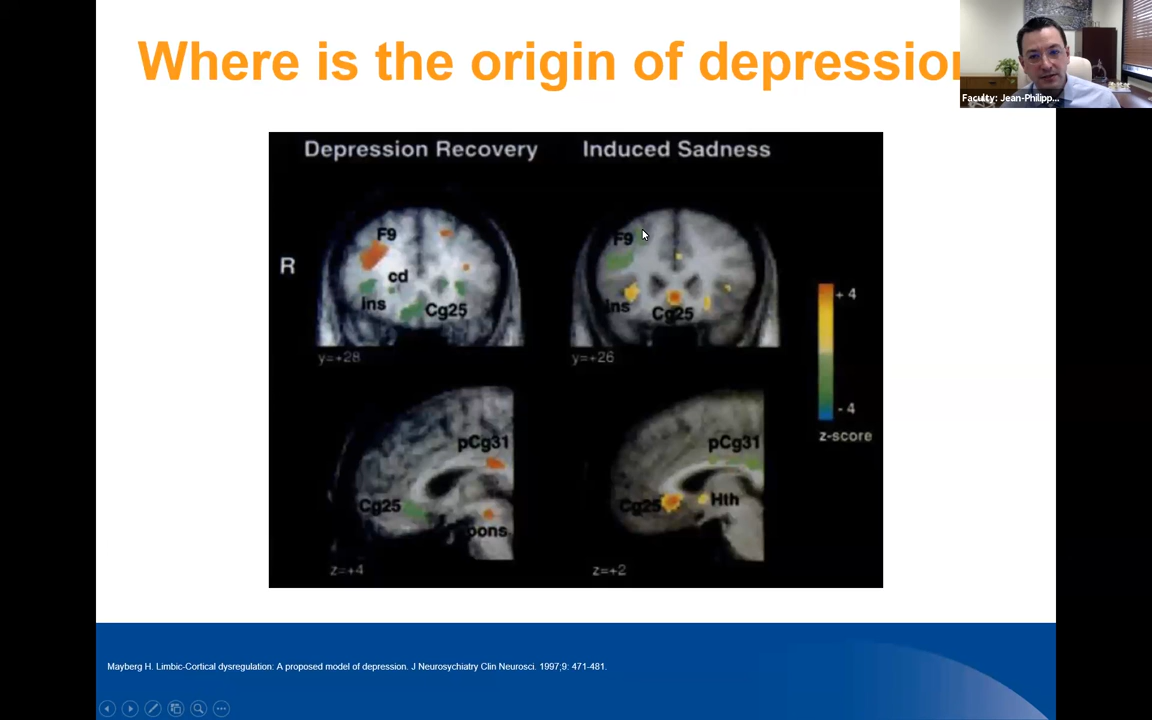 Where is the origin of depression
Faculty: Jean-Philipp...
Depression Recovery
Induced Sadness
R
F9
cd
ins
Cg25
y=+28
F9
ins
Cg25
y=+26
+ 4
- 4
z-score
pCg31
Cg25
pons
z=+4
pCg31
Cg25
Hth
z=+2
Mayberg H. Limbic-Cortical dysregulation: A proposed model of depression. J Neurosychiatry Clin Neurosci. 1997;9: 471-481.